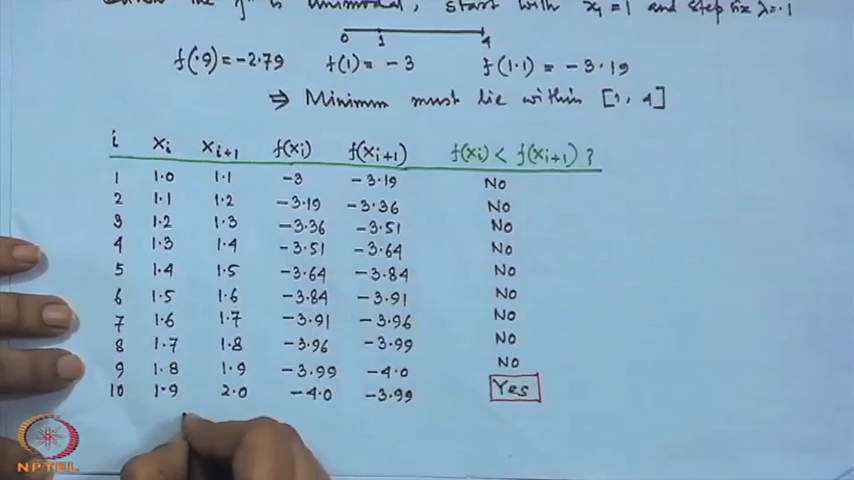 the fn is unimodal, start with x1 = 1 and step size λ = .1
0 1 4
f(.9) = -2.79 f(1) = -3 f(1.1) = -3.19
⇒ Minimum must lie within [1, 4]
i xi xi+1 f(xi) f(xi+1) f(xi) < f(xi+1) ?
1 1.0 1.1 -3 -3.19 No
2 1.1 1.2 -3.19 -3.36 No
3 1.2 1.3 -3.36 -3.51 No
4 1.3 1.4 -3.51 -3.64 No
5 1.4 1.5 -3.64 -3.84 No
6 1.5 1.6 -3.84 -3.91 No
7 1.6 1.7 -3.91 -3.96 No
8 1.7 1.8 -3.96 -3.99 No
9 1.8 1.9 -3.99 -4.0 No
10 1.9 2.0 -4.0 -3.99 Yes
NPTEL